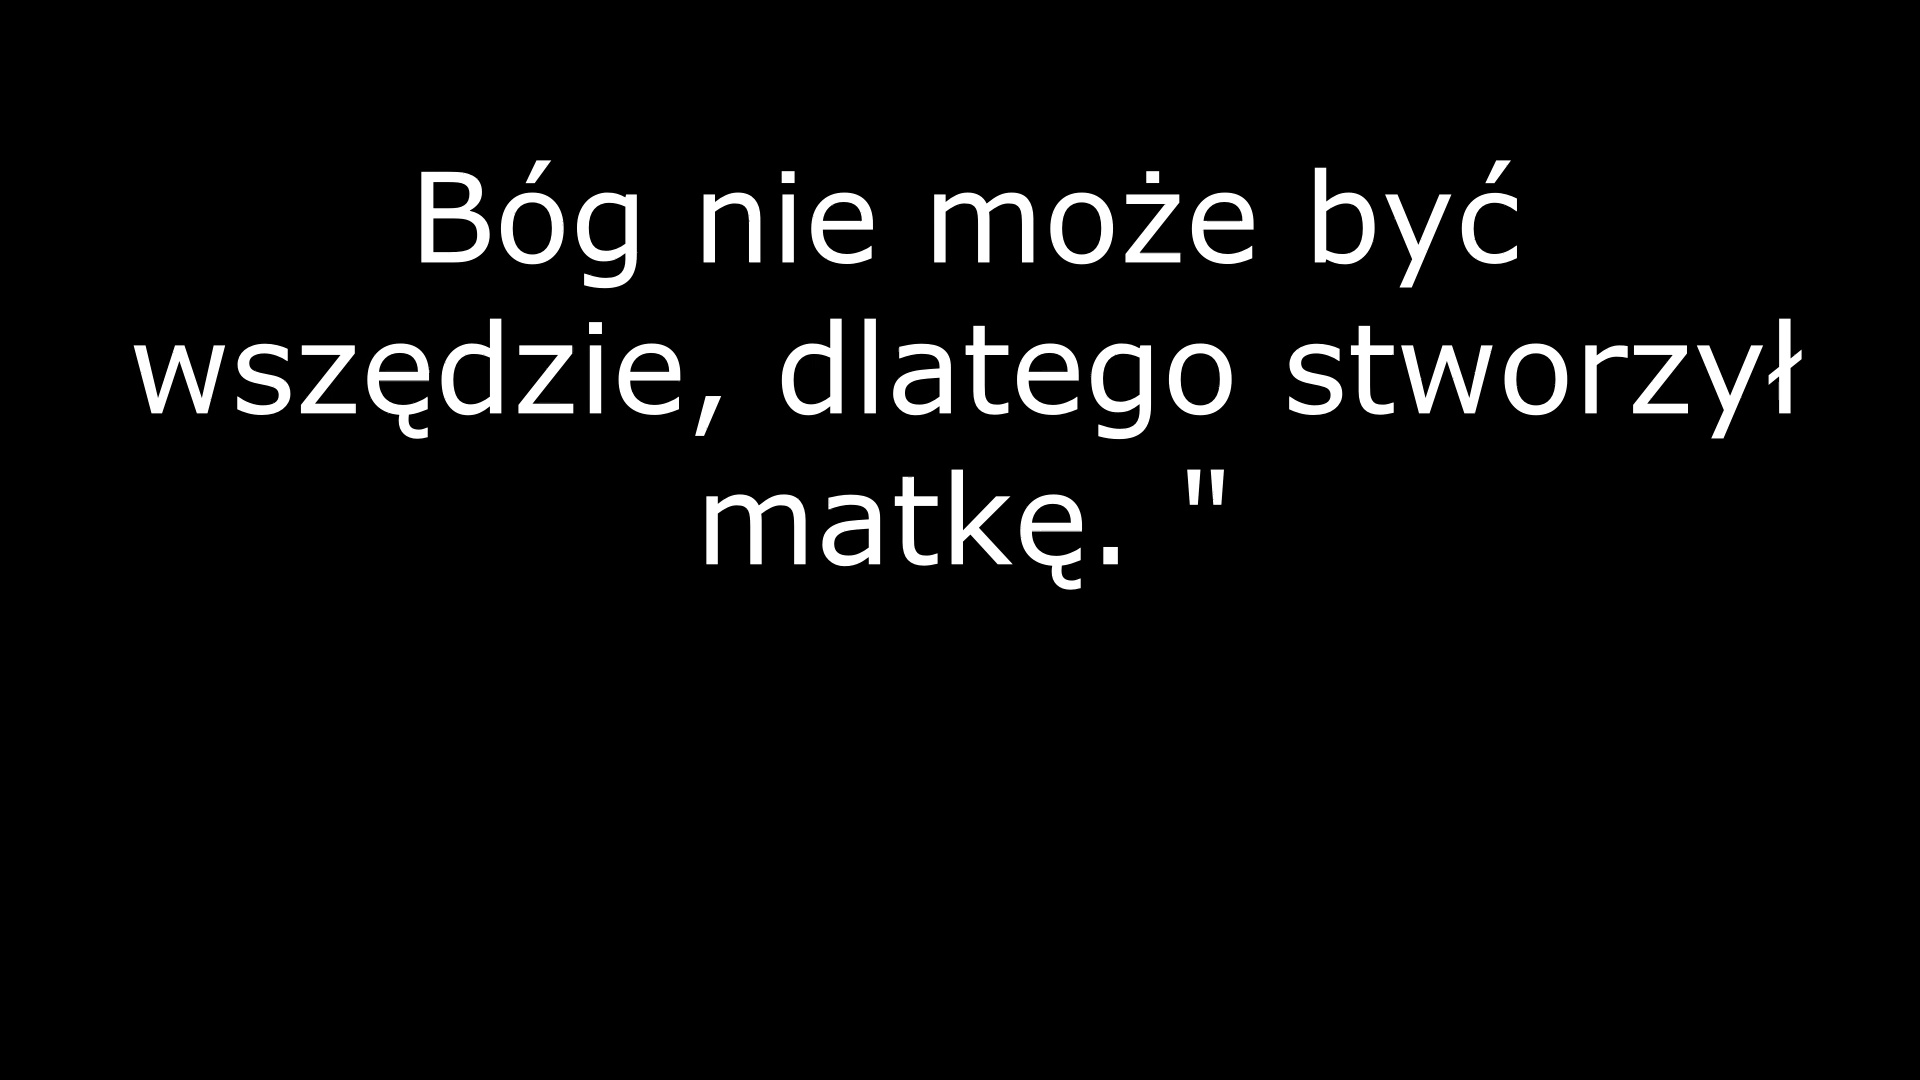 Bóg nie może być
wszędzie, dlatego stworzył
matkę. "